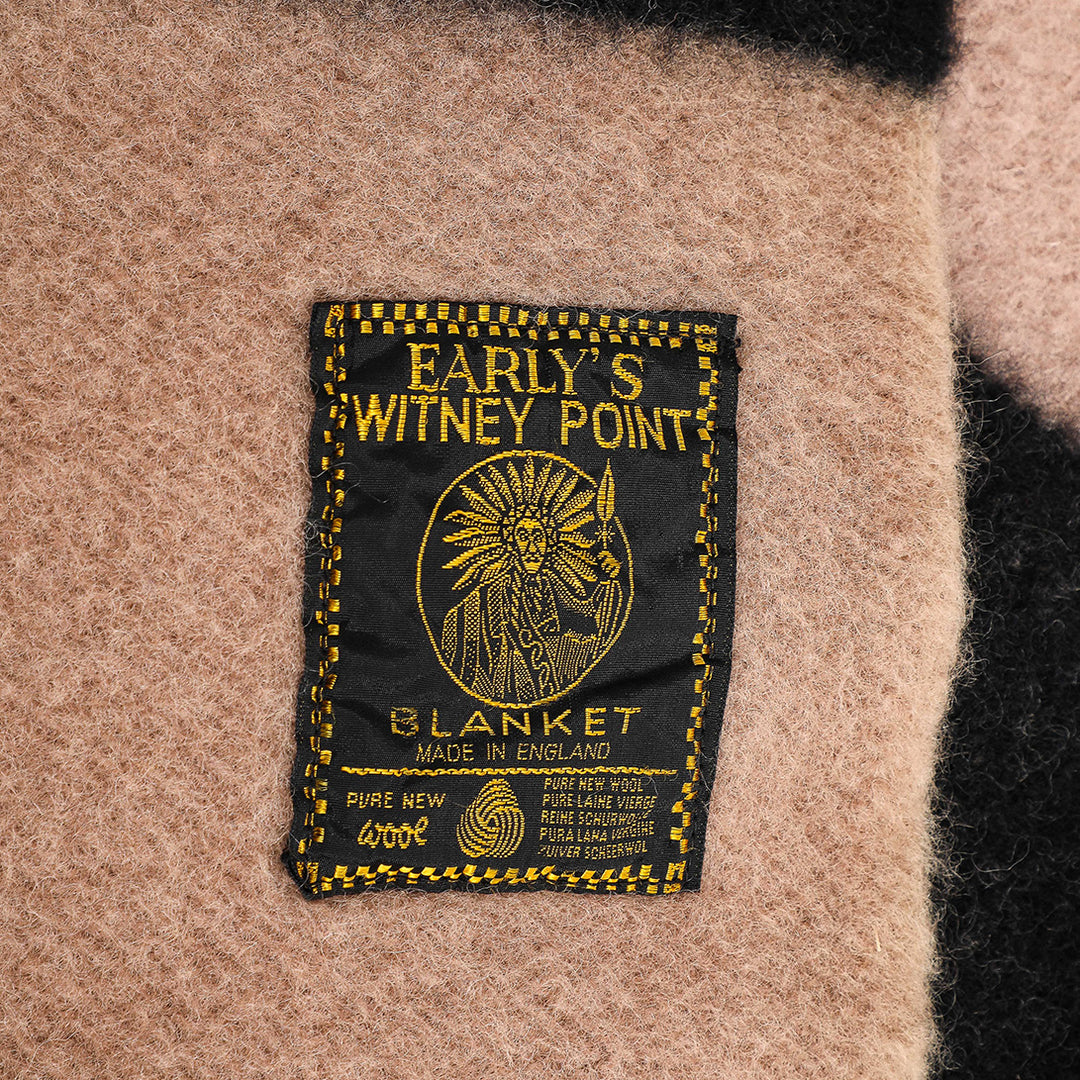 EARLY'S
WITNEY POINT
BLANKET
MADE IN ENGLAND
PURE NEW
wool
PURE NEW WOOL
PURE LAINE VIERGE
REINE SCHURWOLLE
PURA LANA VERGINE
ZUIVER SCHEERWOL